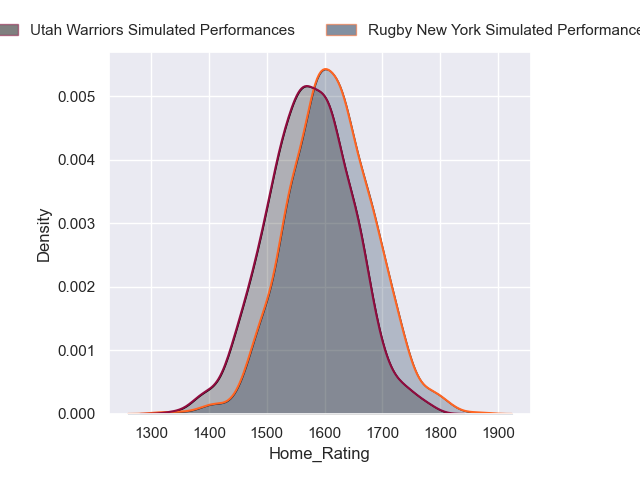 Utah Warriors Simulated Performances
Rugby New York Simulated Performance
0.005
0.004
0.003
0.002
0.001
0.000
Density
1300 1400 1500 1600 1700 1800 1900
Home_Rating